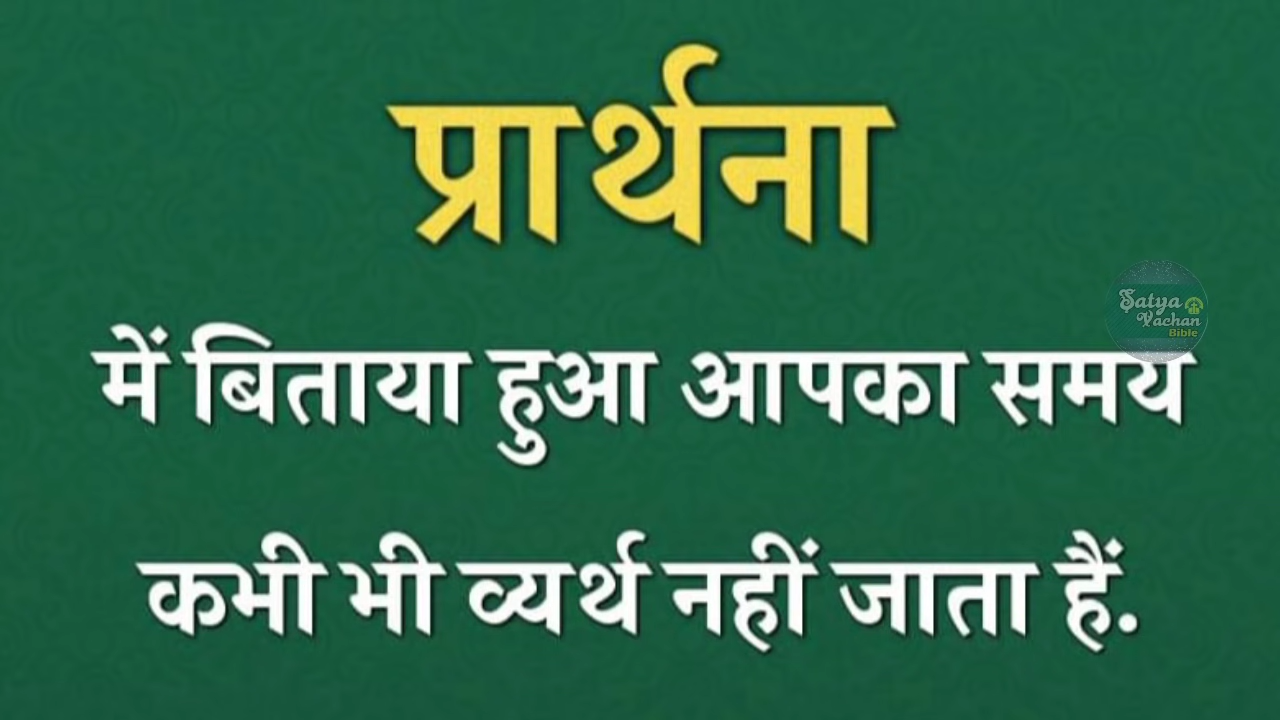 प्रार्थना
Satya
Vachan
Bible
में बिताया हुआ आपका समय
कभी भी व्यर्थ नहीं जाता हैं.